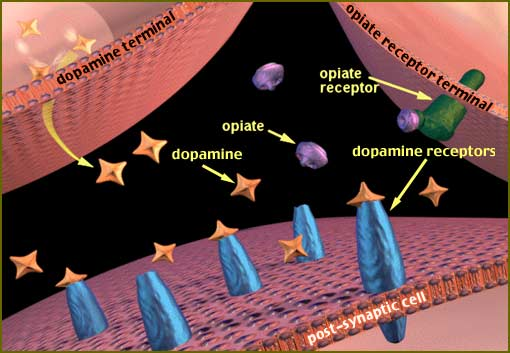 dopamine terminal
opiate receptor terminal
opiate
receptor
opiate
dopamine
dopamine receptors
post-synaptic cell